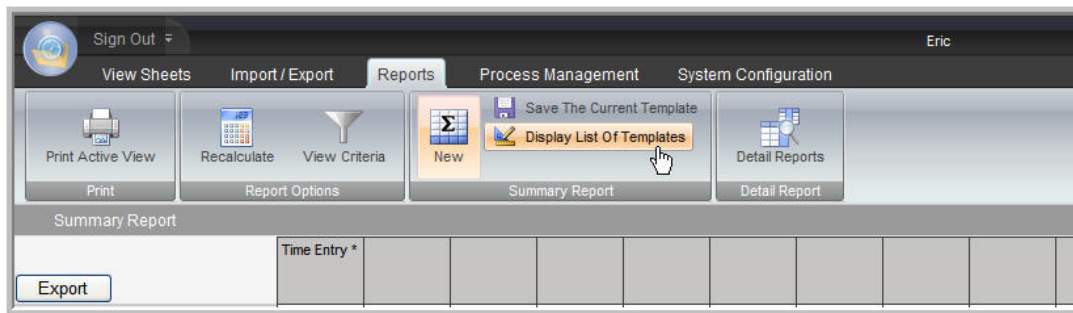 Sign Out
Eric
View Sheets Import / Export Reports Process Management System Configuration
Save The Current Template
Display List Of Templates
Print Active View Recalculate View Criteria New Detail Reports
Print Report Options Summary Report Detail Report
Summary Report
Time Entry *
Export